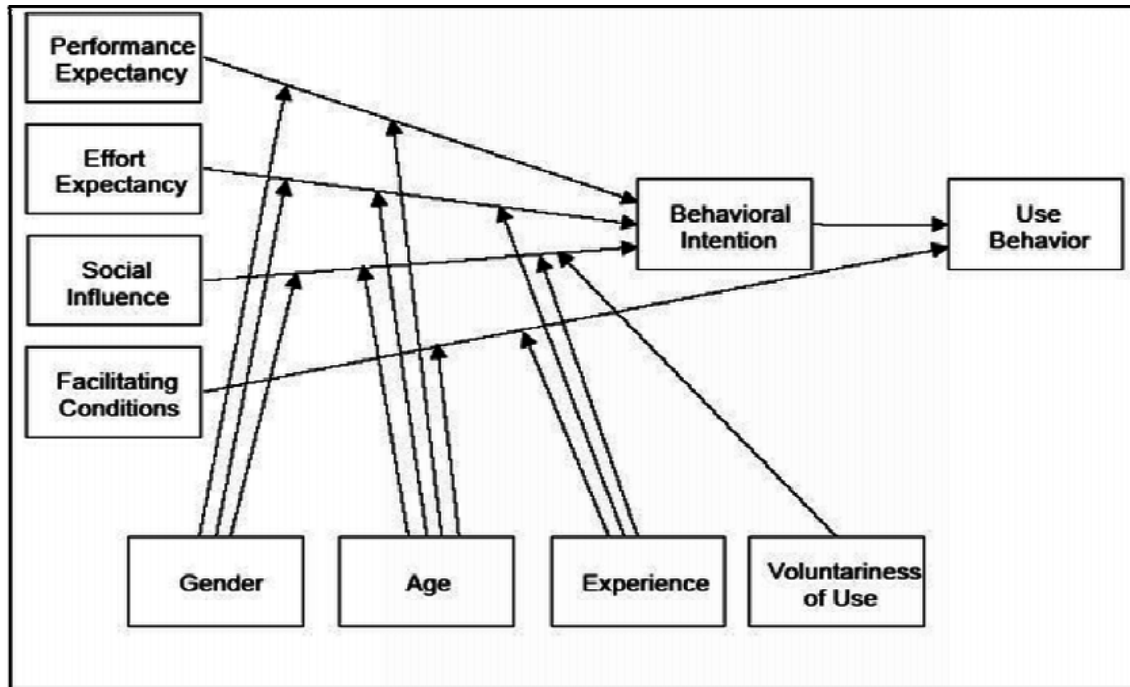 Performance
Expectancy
Effort
Expectancy
Social
Influence
Facilitating
Conditions
Behavioral
Intention
Use
Behavior
Gender
Age
Experience
Voluntariness
of Use